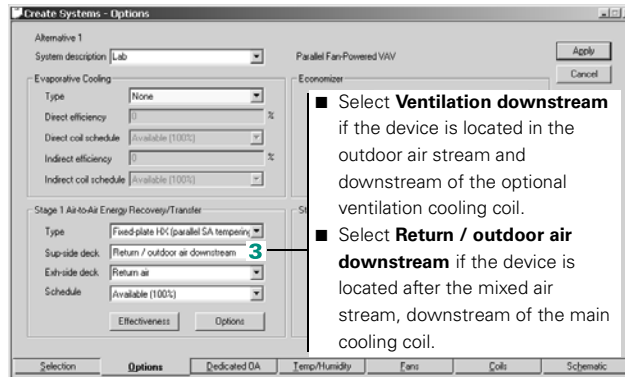 Create Systems - Options
Alternative 1
System description Lab
Parallel Fan-Powered VAV
Apply
Cancel
Evaporative Cooling
Type None
Direct efficiency 0 %
Direct coil schedule Available (100%)
Indirect efficiency 0 %
Indirect coil schedule Available (100%)
Economizer
■ Select Ventilation downstream
if the device is located in the
outdoor air stream and
downstream of the optional
ventilation cooling coil.
■ Select Return / outdoor air
downstream if the device is
located after the mixed air
stream, downstream of the main
cooling coil.
Stage 1 Air-to-Air Energy Recovery/Transfer
Type Fixed-plate HX (parallel SA tempering
Sup-side deck Return / outdoor air downstream 3
Exh-side deck Return air
Schedule Available (100%)
Effectiveness Options
St
Selection Options Dedicated OA Temp/Humidity Fans Coils Schematic